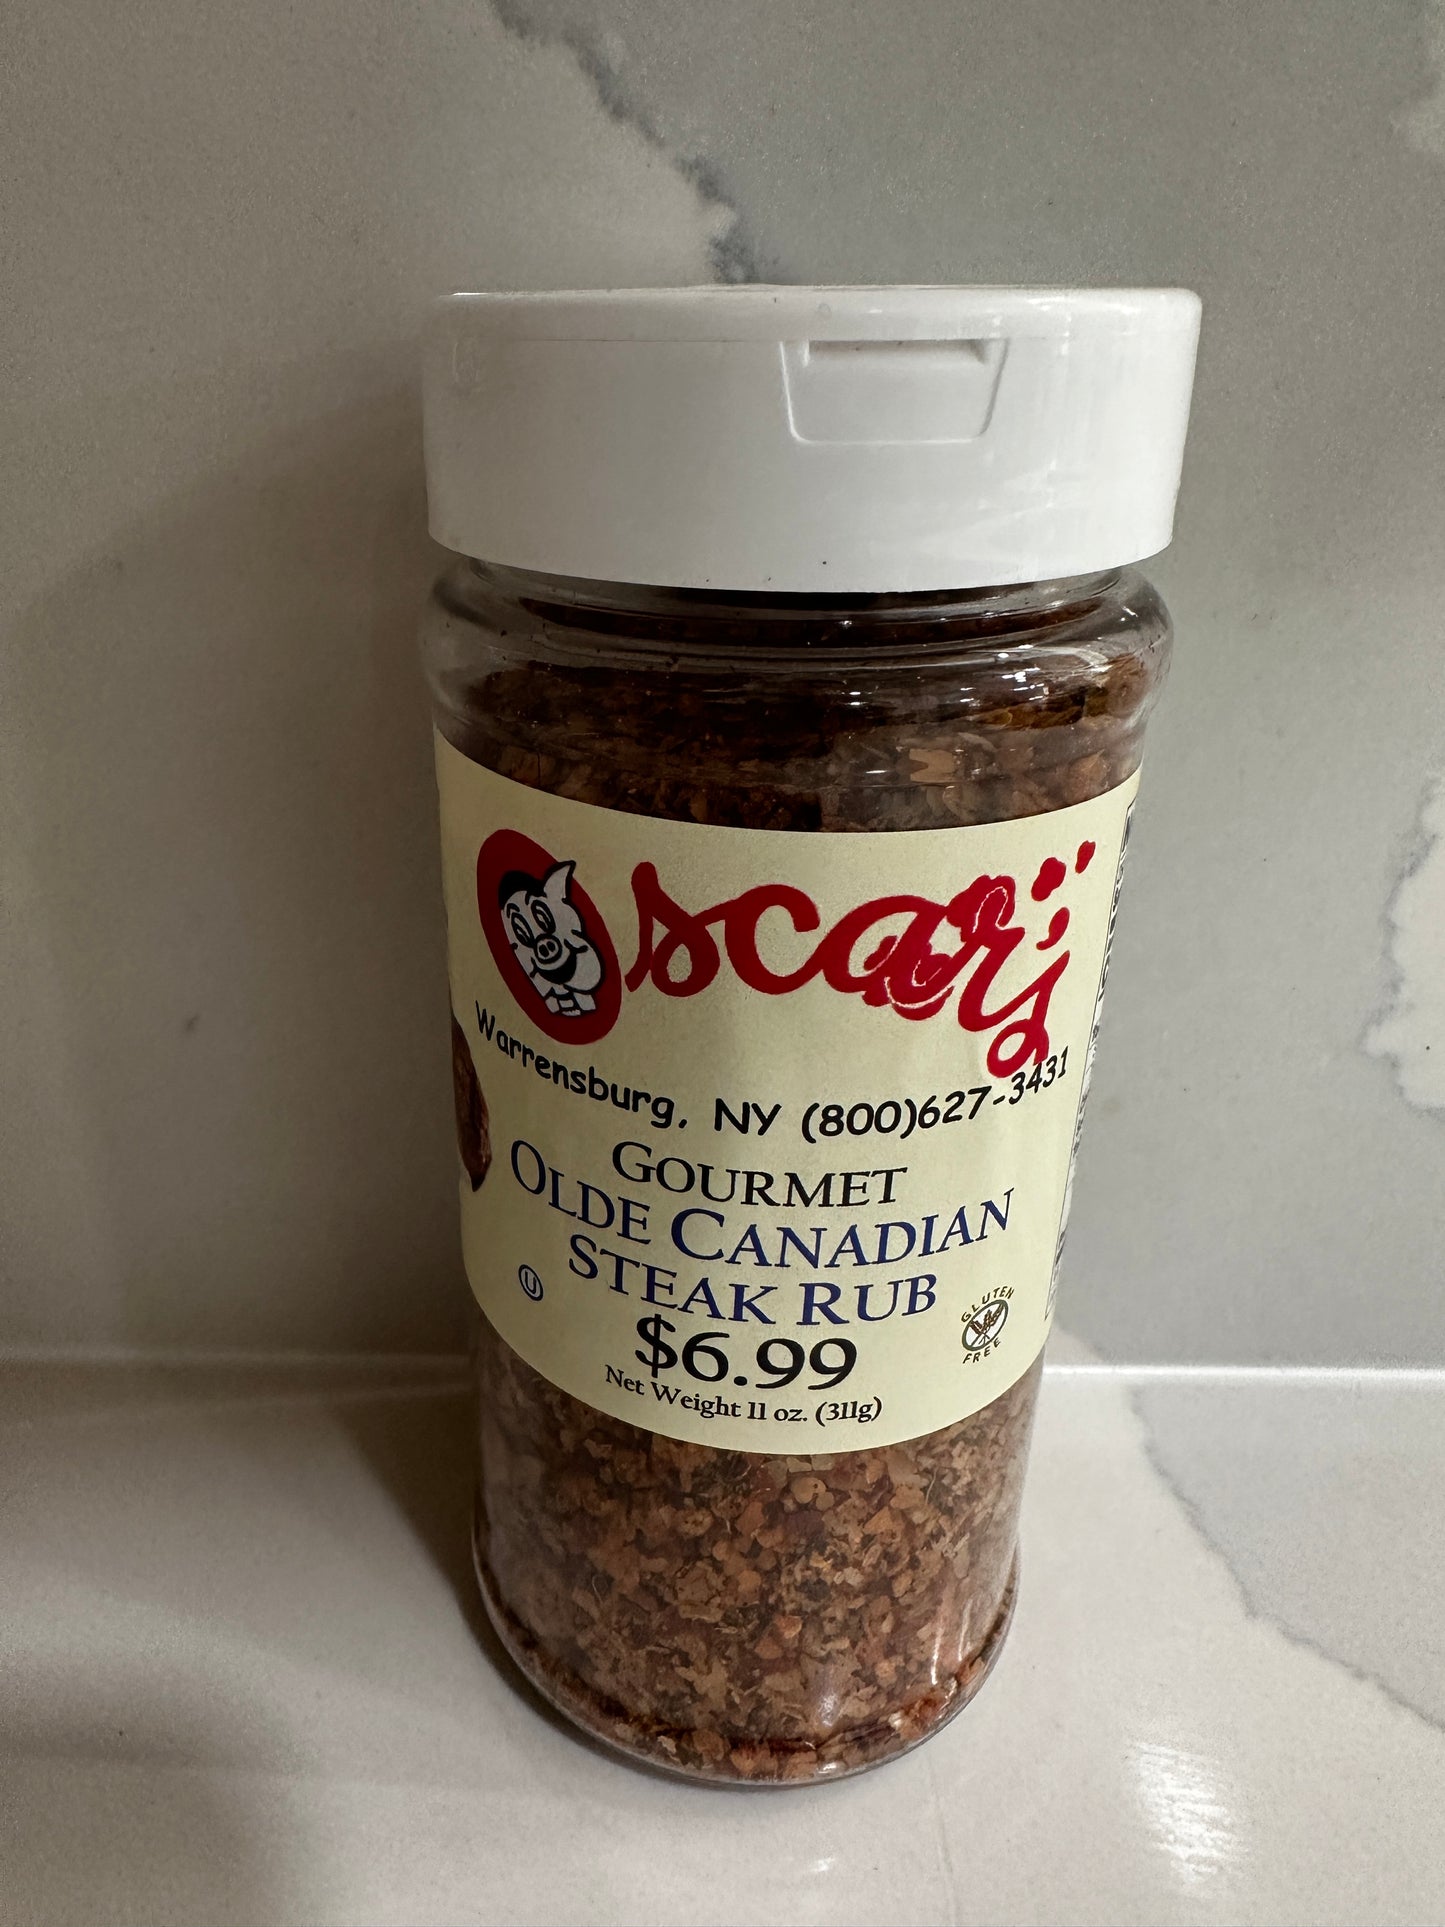 Oscar's
Warrensburg, NY (800)627-3431
GOURMET
OLDE CANADIAN
STEAK RUB
U
GLUTEN
FREE
$6.99
Net Weight 11 oz. (311g)